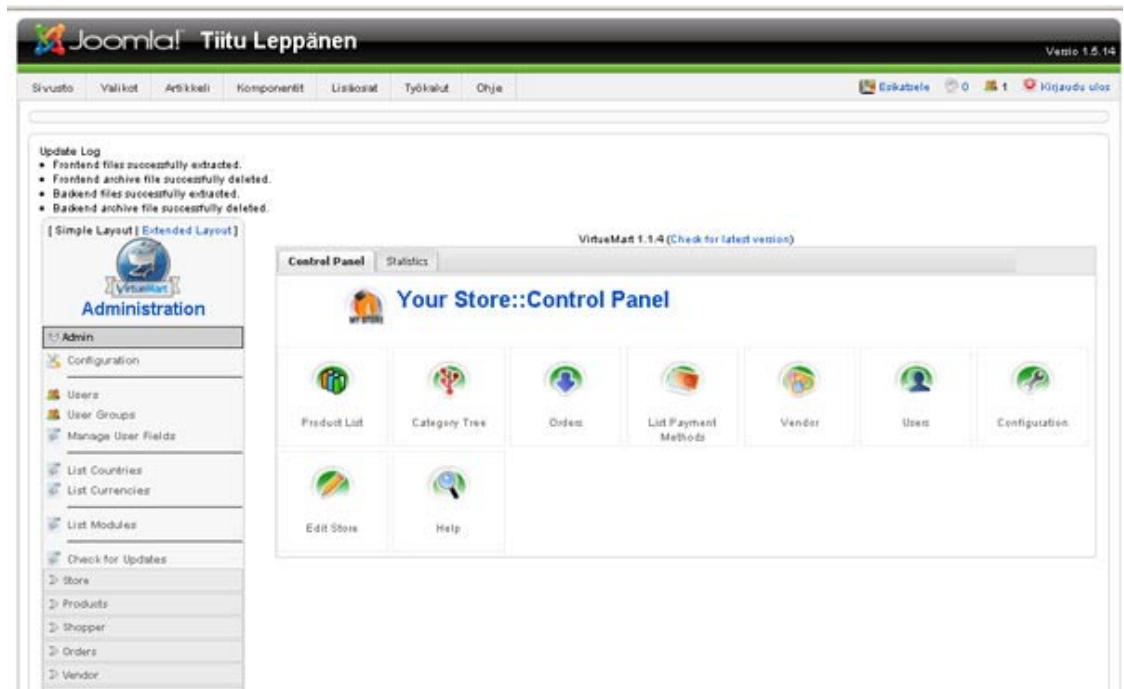 Joomla! Tiitu Leppänen
Versio 1.5.14
Sivusto Valikot Artikkeli Komponentit Lisäosat Työkalut Ohje Esikatsele 0 1 Kirjaudu ulos
Update Log
• Frontend files successfully extracted.
• Frontend archive file successfully deleted.
• Backend files successfully extracted.
• Backend archive file successfully deleted.
[ Simple Layout | Extended Layout ]
VirtueMart
Administration
Admin
Configuration
Users
User Groups
Manage User Fields
List Countries
List Currencies
List Modules
Check for Updates
Store
Products
Shopper
Orders
Vendor
VirtueMart 1.1.4 (Check for latest version)
Control Panel Statistics
MY STORE
Your Store::Control Panel
Product List
Category Tree
Orders
List Payment
Methods
Vendor
Users
Configuration
Edit Store
Help